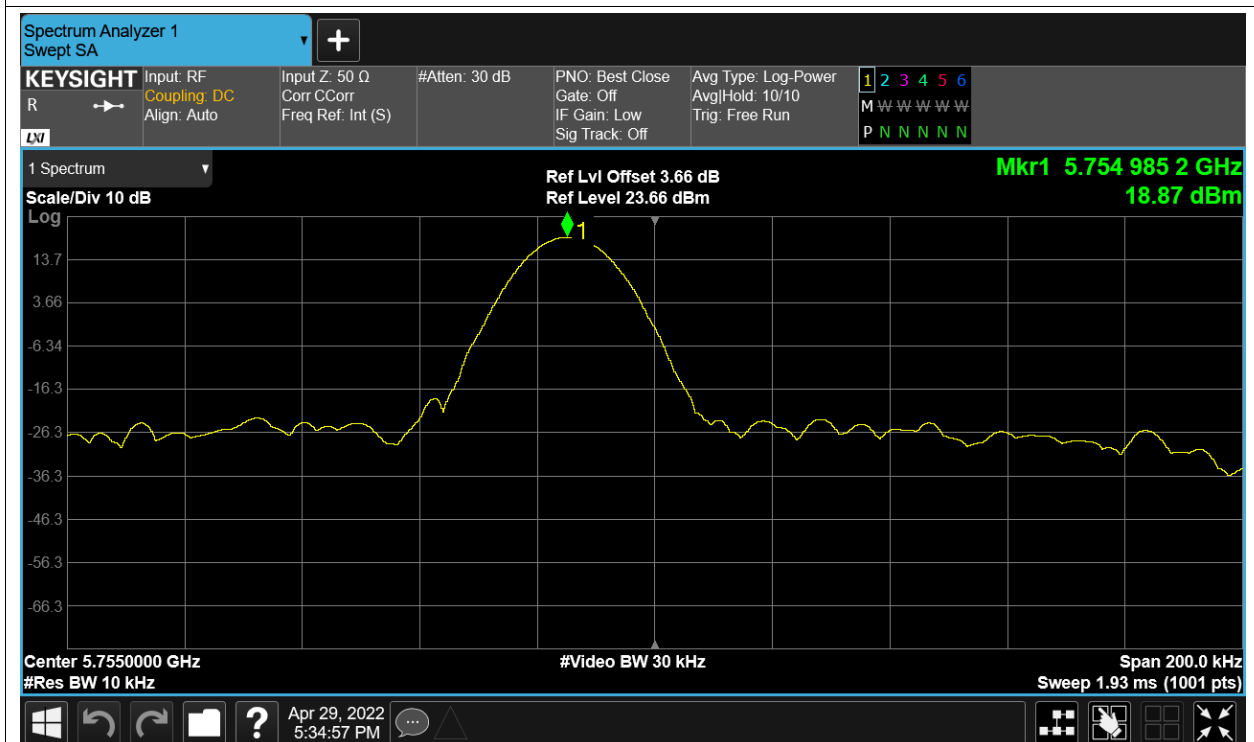 Spectrum Analyzer 1
Swept SA
+
KEYSIGHT
R
LXI
Input: RF
Coupling: DC
Align: Auto
Input Z: 50 Ω
Corr CCorr
Freq Ref: Int (S)
#Atten: 30 dB
PNO: Best Close
Gate: Off
IF Gain: Low
Sig Track: Off
Avg Type: Log-Power
Avg|Hold: 10/10
Trig: Free Run
1 2 3 4 5 6
M W W W W W
P N N N N N
1 Spectrum
Scale/Div 10 dB
Log
Ref Lvl Offset 3.66 dB
Ref Level 23.66 dBm
Mkr1 5.754 985 2 GHz
18.87 dBm
1
13.7
3.66
-6.34
-16.3
-26.3
-36.3
-46.3
-56.3
-66.3
Center 5.7550000 GHz
#Res BW 10 kHz
#Video BW 30 kHz
Span 200.0 kHz
Sweep 1.93 ms (1001 pts)
?
Apr 29, 2022
5:34:57 PM